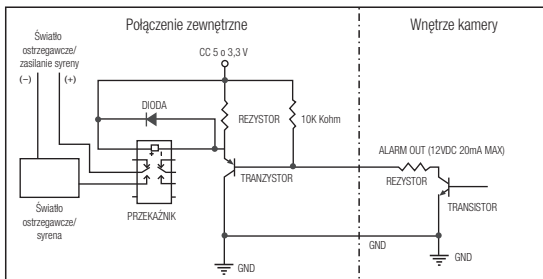 Połączenie zewnętrzne
Wnętrze kamery
CC 5 o 3,3 V
Światło
ostrzegawcze/
zasilanie syreny
(−)
(+)
DIODA
REZYSTOR
10K Kohm
ALARM OUT (12VDC 20mA MAX)
REZYSTOR
TRANZYSTOR
TRANSISTOR
Światło
ostrzegawcze/
syrena
PRZEKAŹNIK
GND
GND
GND